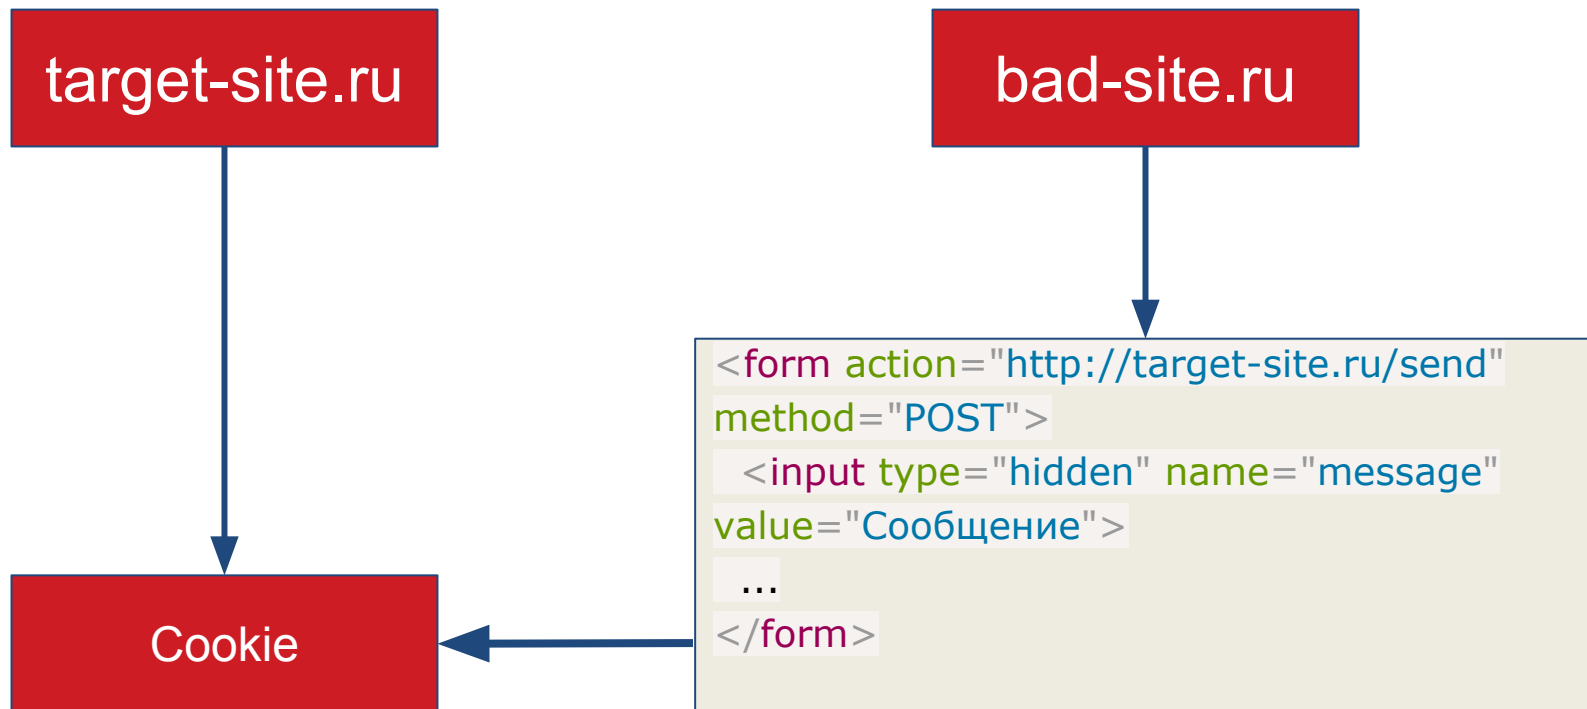 target-site.ru
bad-site.ru
<form action="http://target-site.ru/send"
method="POST">
<input type="hidden" name="message"
value="Сообщение">
...
</form>
Cookie